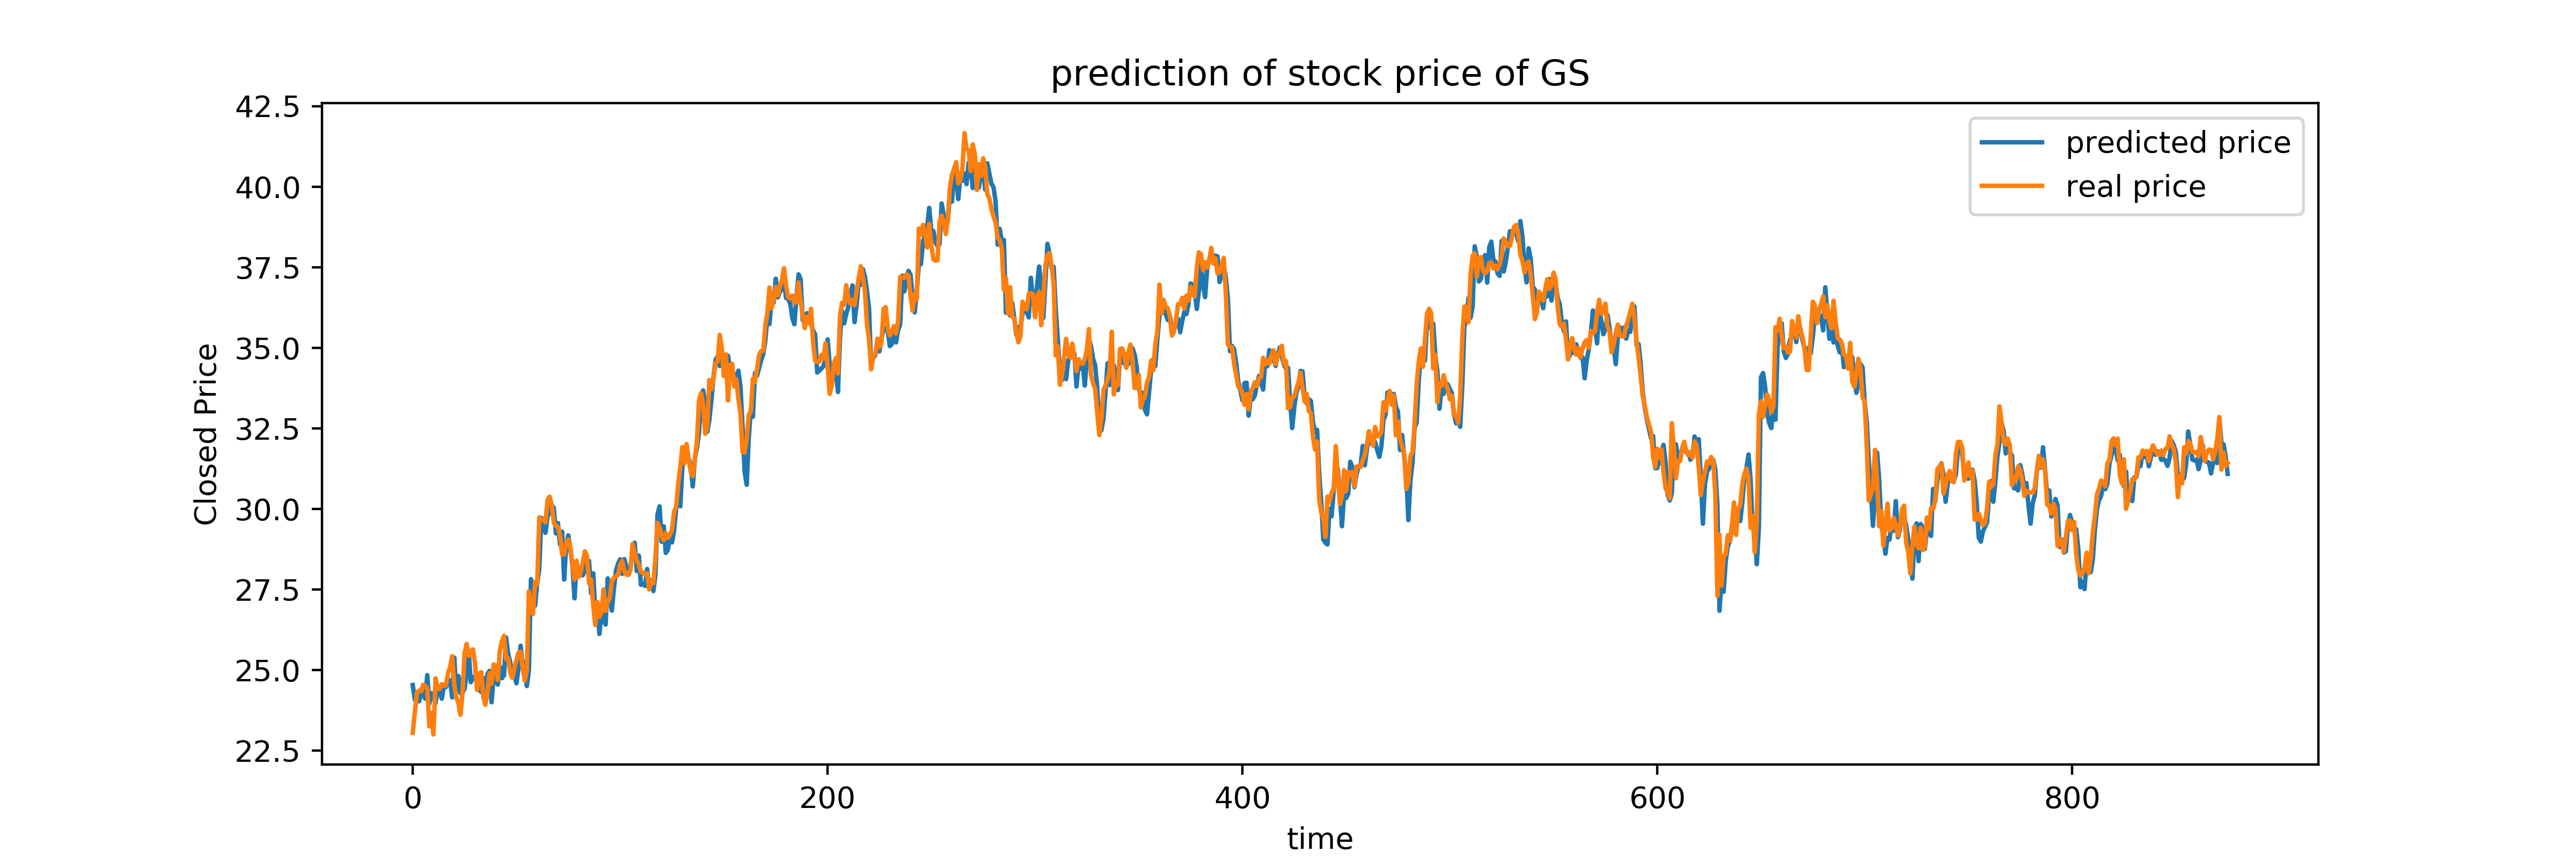 prediction of stock price of GS
predicted price
real price
Closed Price
42.5
40.0
37.5
35.0
32.5
30.0
27.5
25.0
22.5
0 200 400 600 800
time